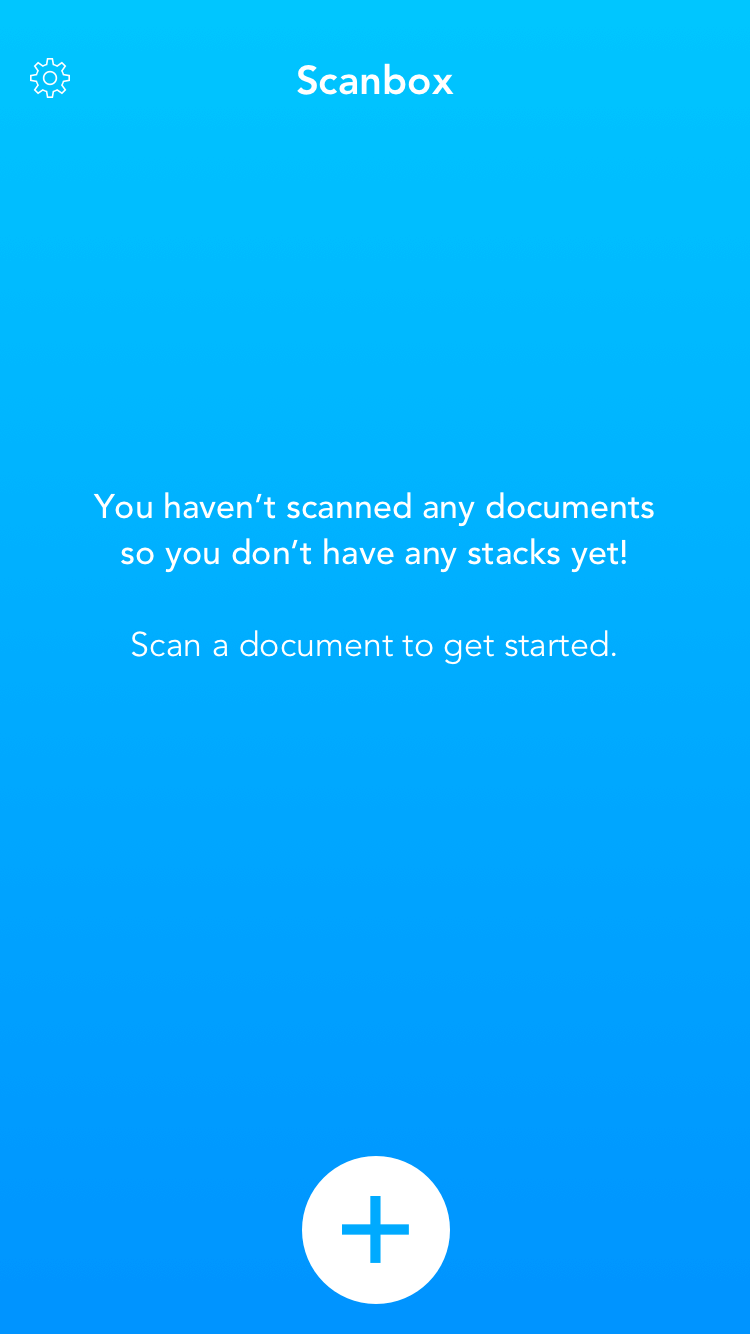 Scanbox
You haven’t scanned any documents
so you don’t have any stacks yet!
Scan a document to get started.